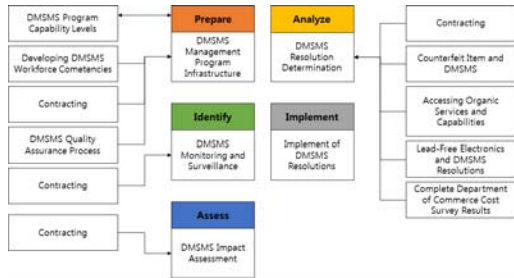 DMSMS Program
Capability Levels
Developing DMSMS
Workforce Competencies
Contracting
DMSMS Quality
Assurance Process
Contracting
Contracting
Prepare
DMSMS
Management
Program
Infrastructure
Identify
DMSMS
Monitoring and
Surveillance
Assess
DMSMS Impact
Assessment
Analyze
DMSMS
Resolution
Determination
Implement
Implement of
DMSMS
Resolutions
Contracting
Counterfeit Item and
DMSMS
Accessing Organic
Services and
Capabilities
Lead-Free Electronics
and DMSMS
Resolutions
Complete Department
of Commerce Cost
Survey Results